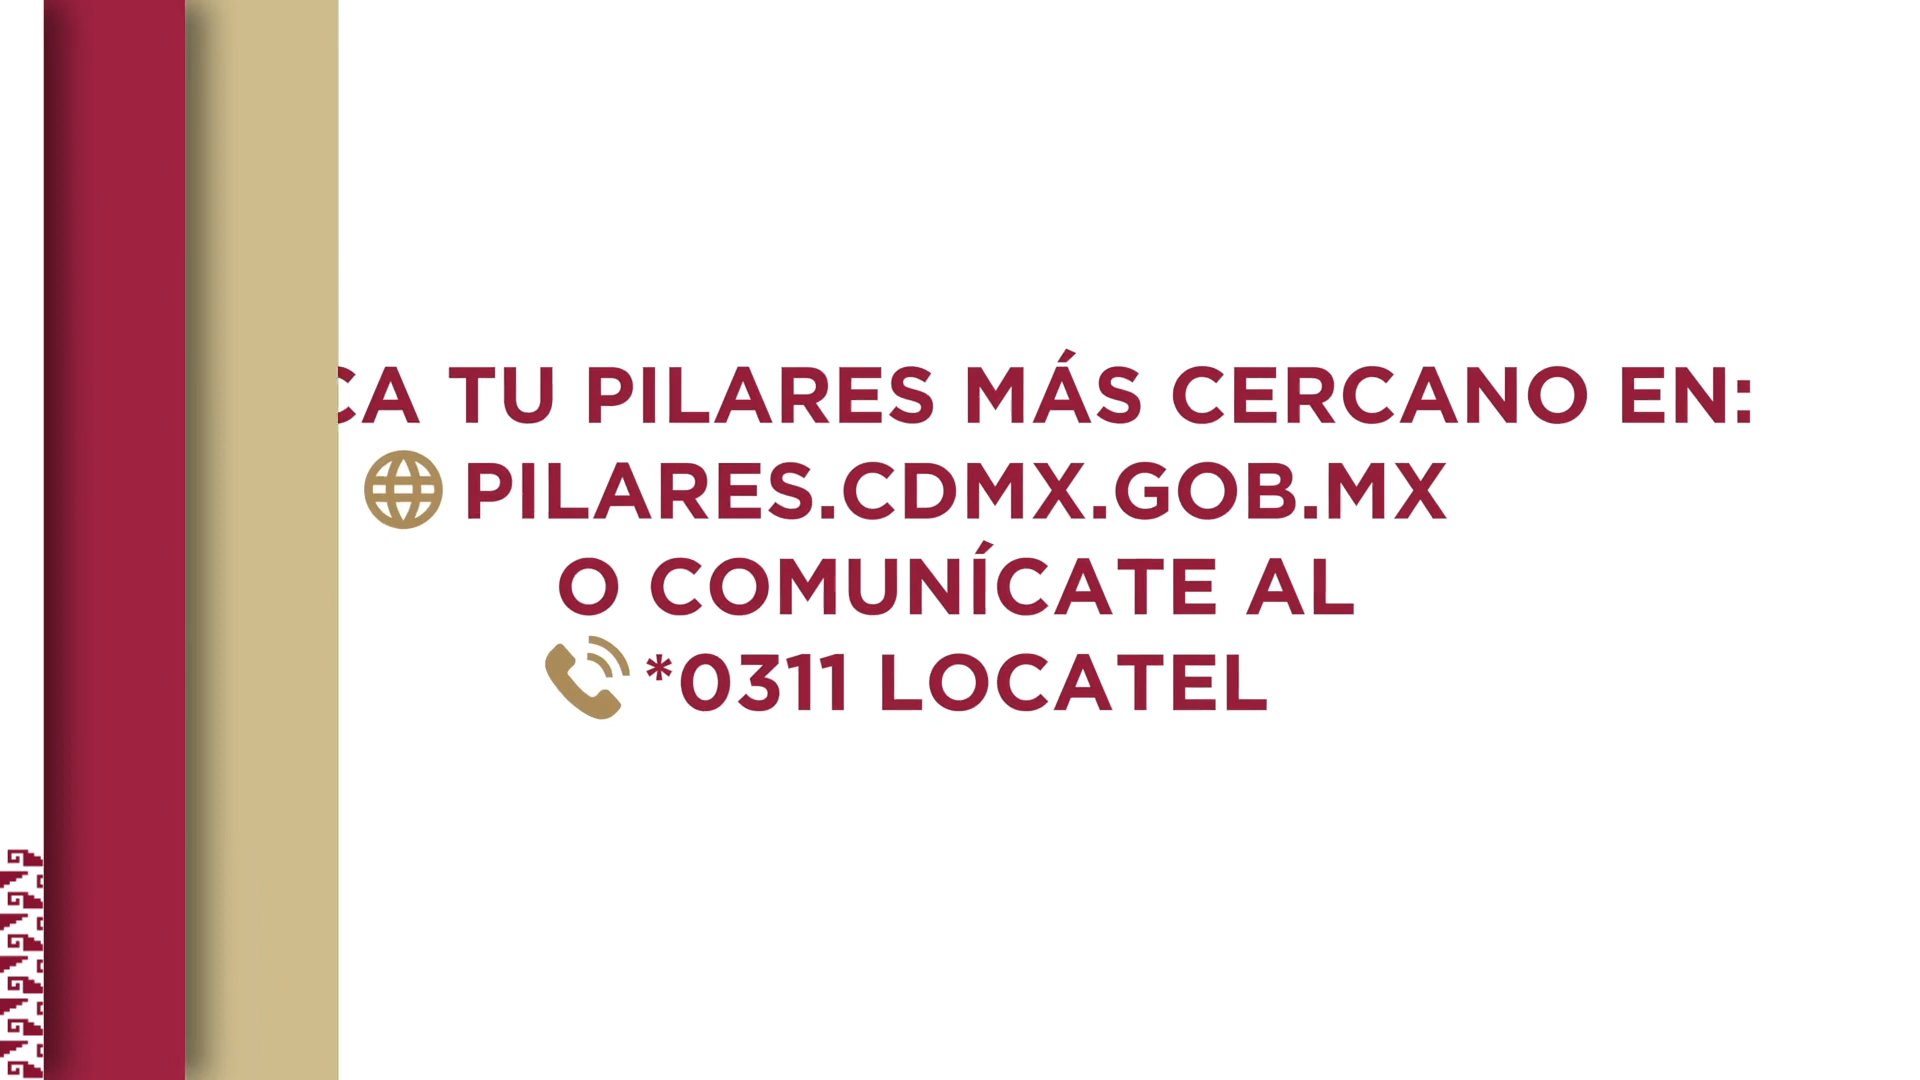 CA TU PILARES MÁS CERCANO EN:
PILARES.CDMX.GOB.MX
O COMUNÍCATE AL
*0311 LOCATEL